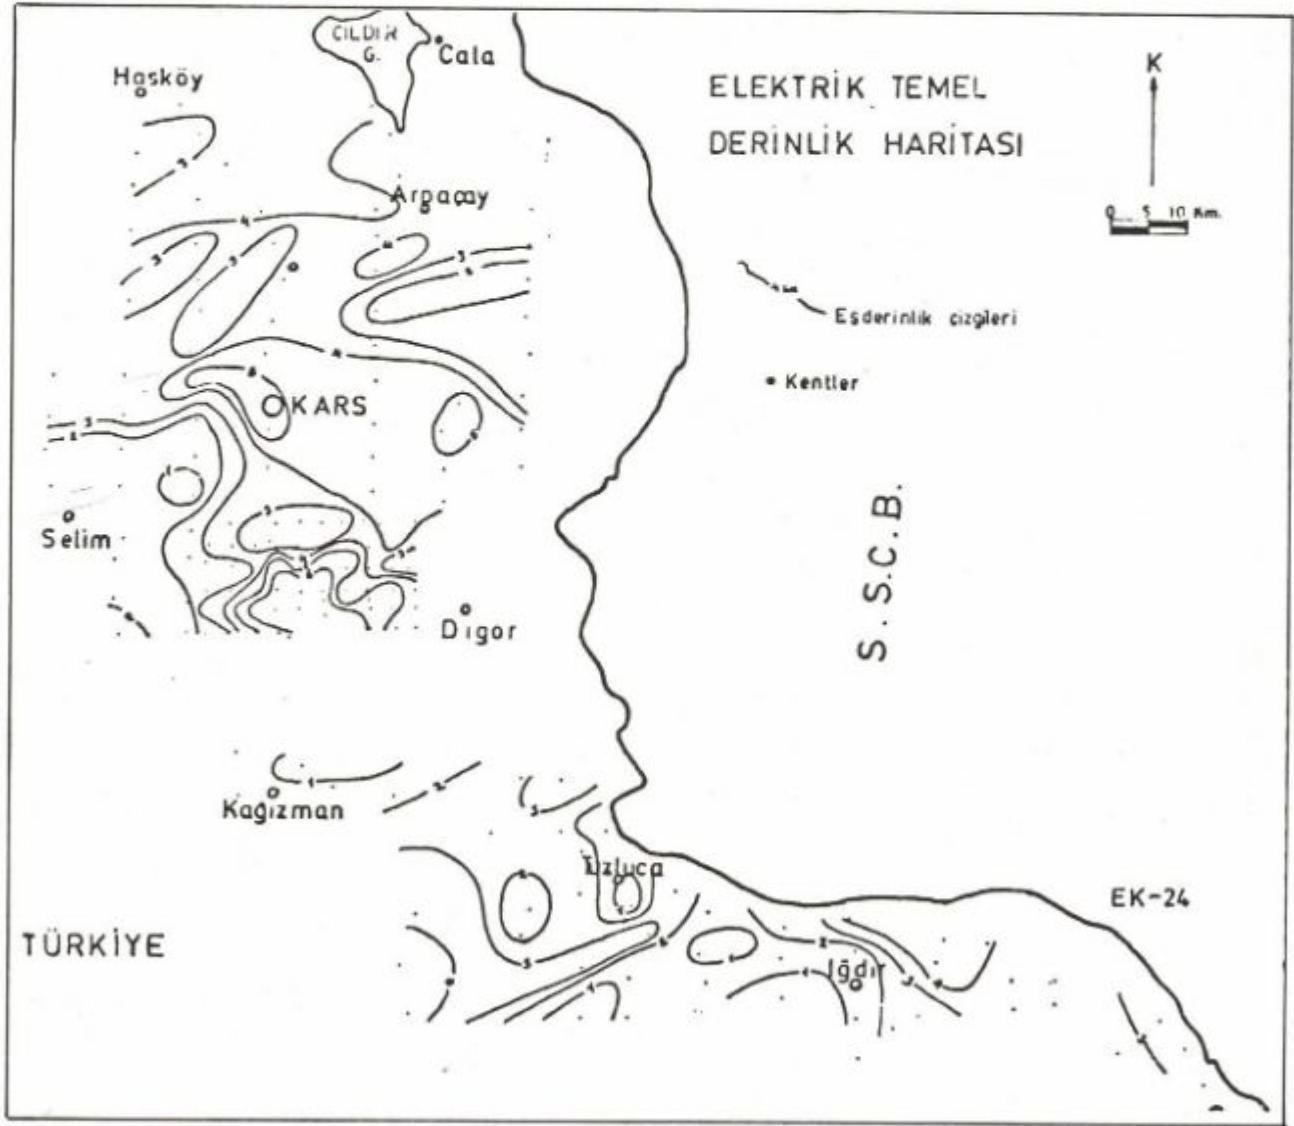 ÇILDIR
G.
Cala
Hasköy
ELEKTRİK TEMEL
DERİNLİK HARİTASI
K
0 5 10 Km.
Arpaçay
Eşderinlik çizgleri
Kentler
KARS
Selim
S.S.C.B.
Digor
Kağızman
Tuzluca
EK-24
TÜRKİYE
Iğdır